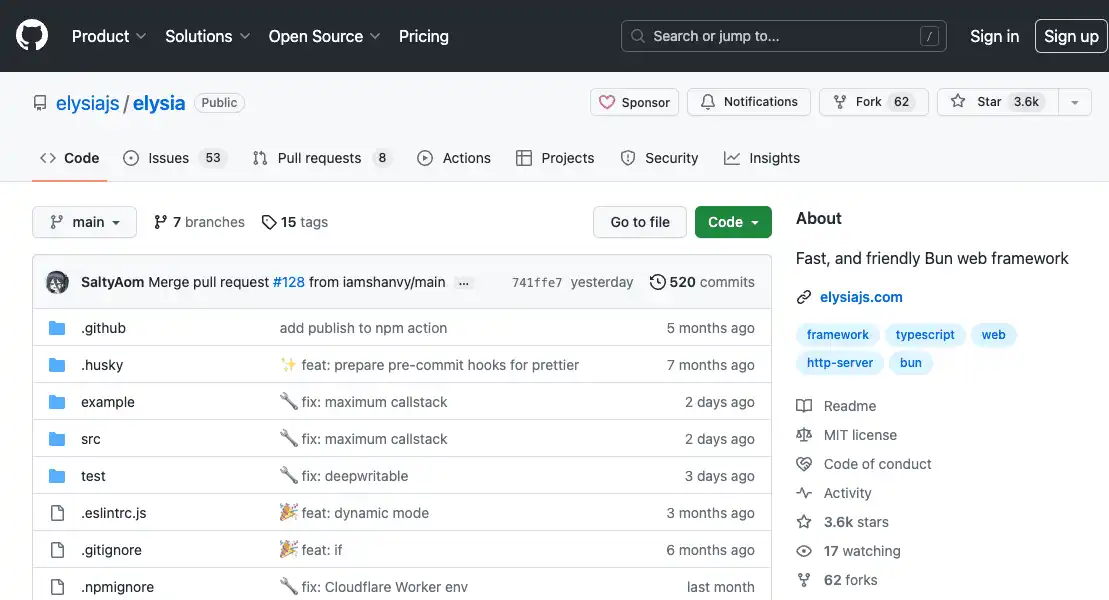 Product Solutions Open Source Pricing Search or jump to... / Sign in Sign up
elysiajs / elysia Public Sponsor Notifications Fork 62 Star 3.6k
Code Issues 53 Pull requests 8 Actions Projects Security Insights
main 7 branches 15 tags Go to file Code
SaltyAom Merge pull request #128 from iamshanvy/main ... 741ffe7 yesterday 520 commits
.github add publish to npm action 5 months ago
.husky ✨ feat: prepare pre-commit hooks for prettier 7 months ago
example 🔧 fix: maximum callstack 2 days ago
src 🔧 fix: maximum callstack 2 days ago
test 🔧 fix: deepwritable 3 days ago
.eslintrc.js 🎉 feat: dynamic mode 3 months ago
.gitignore 🎉 feat: if 6 months ago
.npmignore 🔧 fix: Cloudflare Worker env last month
About
Fast, and friendly Bun web framework
elysiajs.com
framework typescript web
http-server bun
Readme
MIT license
Code of conduct
Activity
3.6k stars
17 watching
62 forks